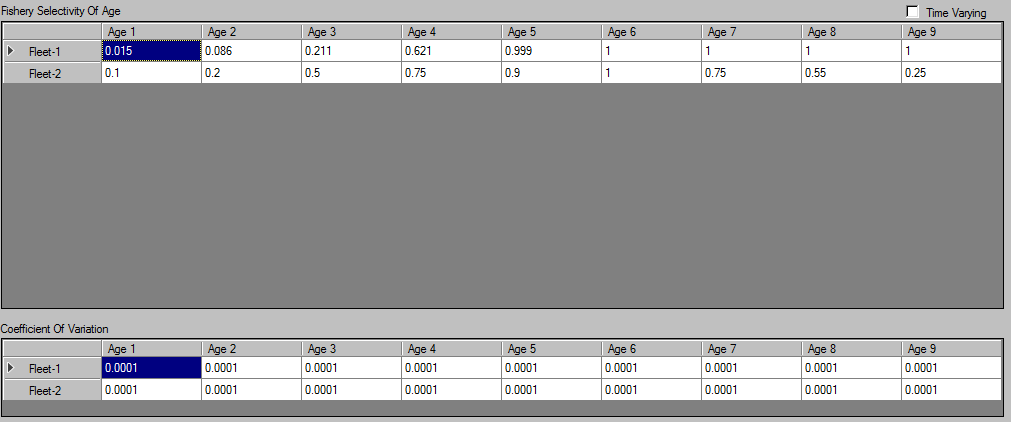 Fishery Selectivity Of Age Time Varying
Age 1 Age 2 Age 3 Age 4 Age 5 Age 6 Age 7 Age 8 Age 9
Fleet-1 0.015 0.086 0.211 0.621 0.999 1 1 1 1
Fleet-2 0.1 0.2 0.5 0.75 0.9 1 0.75 0.55 0.25
Coefficient Of Variation
Age 1 Age 2 Age 3 Age 4 Age 5 Age 6 Age 7 Age 8 Age 9
Fleet-1 0.0001 0.0001 0.0001 0.0001 0.0001 0.0001 0.0001 0.0001 0.0001
Fleet-2 0.0001 0.0001 0.0001 0.0001 0.0001 0.0001 0.0001 0.0001 0.0001